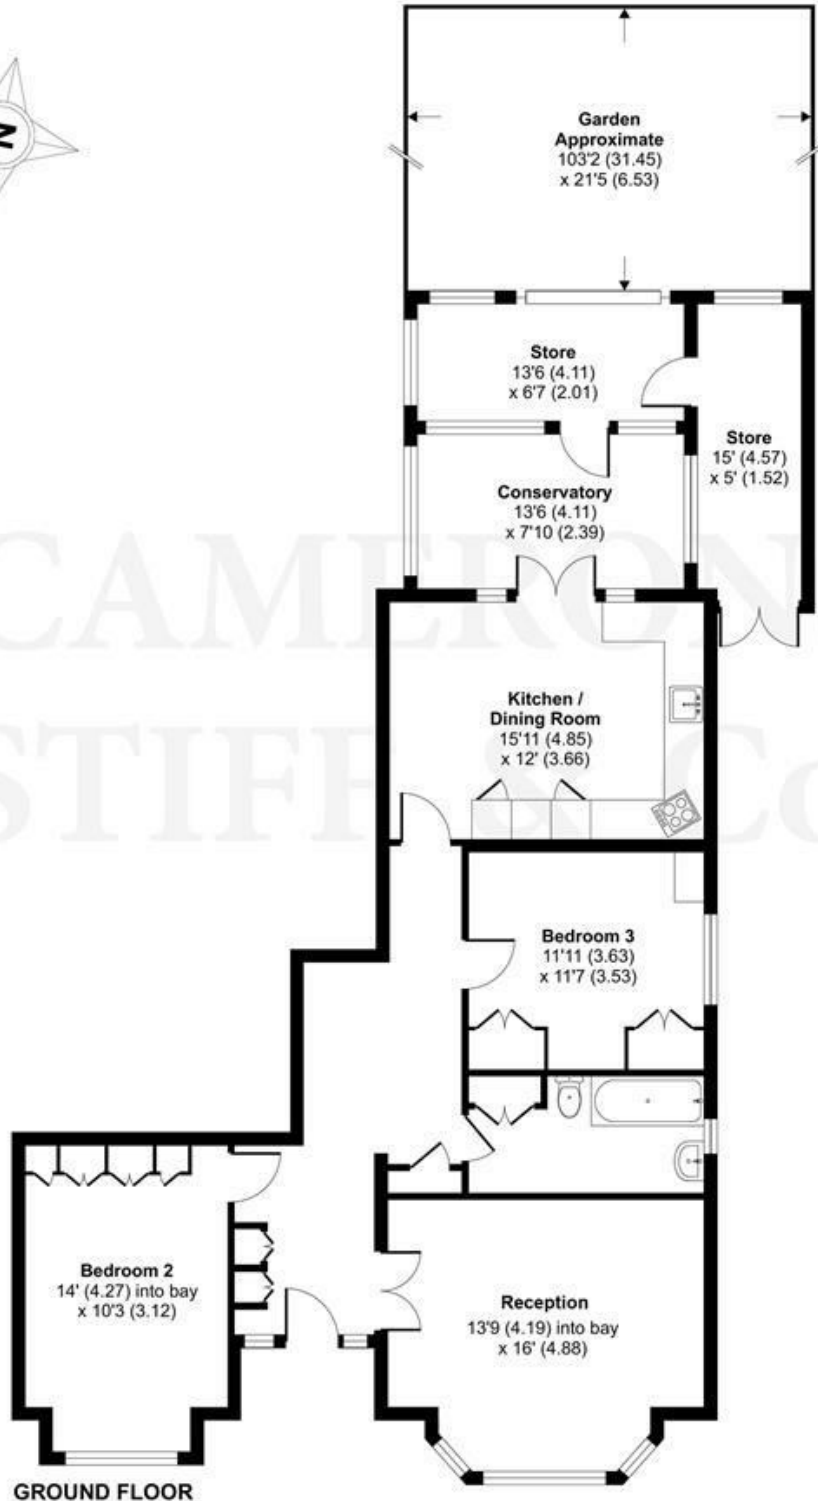 N
Garden
Approximate
103'2 (31.45)
x 21'5 (6.53)
Store
13'6 (4.11)
x 6'7 (2.01)
Store
15' (4.57)
x 5' (1.52)
Conservatory
13'6 (4.11)
x 7'10 (2.39)
CAMERON
STIFF & Co
Kitchen /
Dining Room
15'11 (4.85)
x 12' (3.66)
Bedroom 3
11'11 (3.63)
x 11'7 (3.53)
Bedroom 2
14' (4.27) into bay
x 10'3 (3.12)
Reception
13'9 (4.19) into bay
x 16' (4.88)
GROUND FLOOR